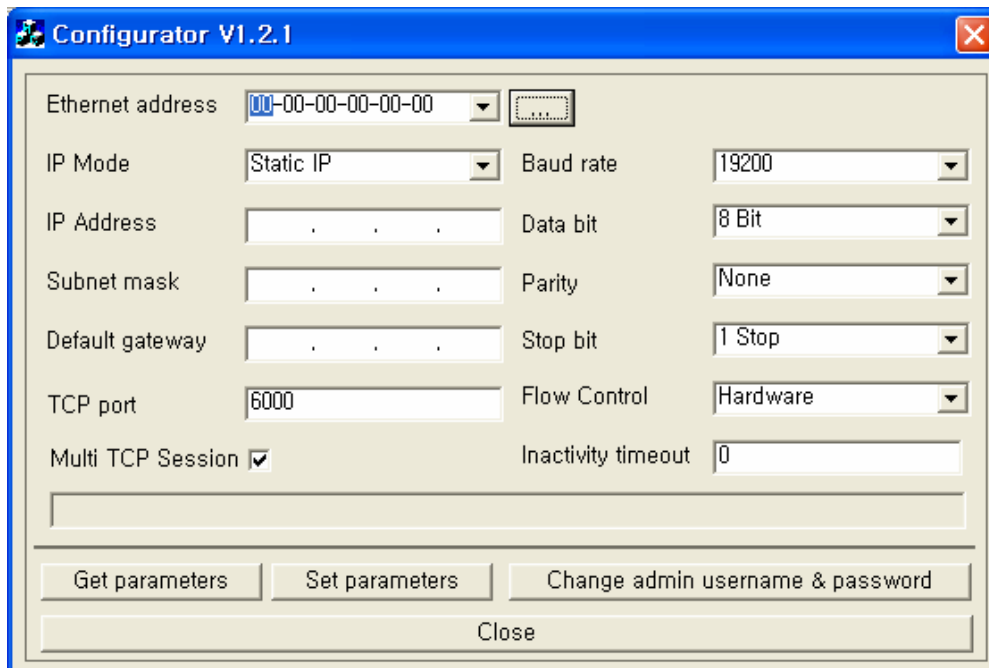 Configurator V1.2.1
Ethernet address 00-00-00-00-00-00 ...
IP Mode Static IP Baud rate 19200
IP Address . . . Data bit 8 Bit
Subnet mask . . . Parity None
Default gateway . . . Stop bit 1 Stop
TCP port 6000 Flow Control Hardware
Multi TCP Session Inactivity timeout 0
Get parameters Set parameters Change admin username & password
Close